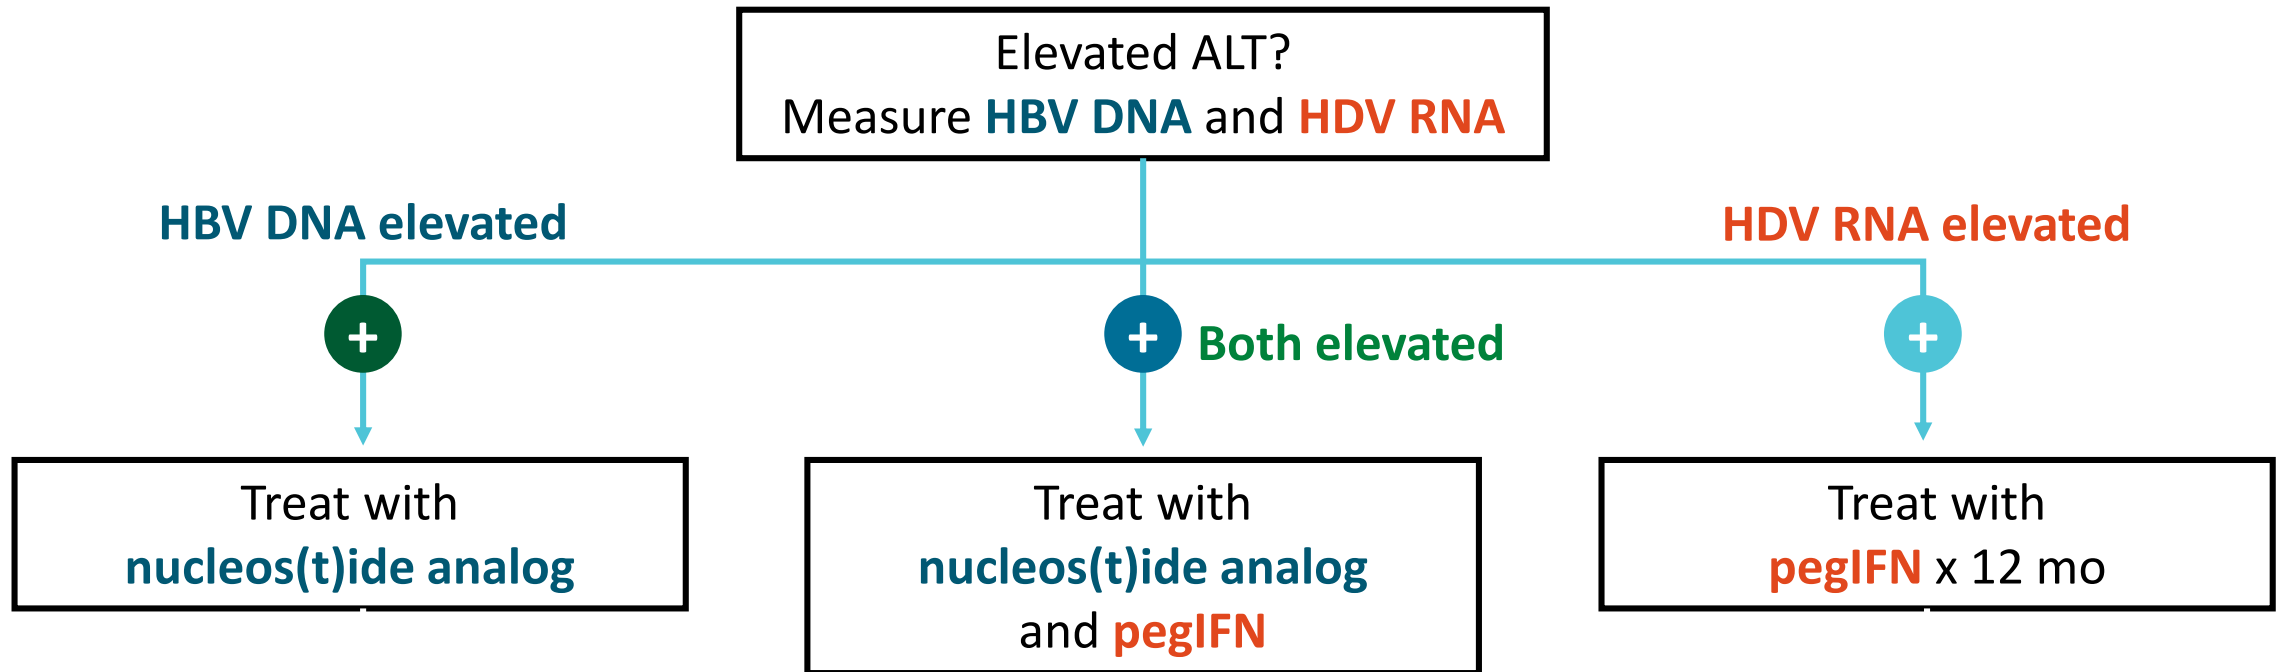 Elevated ALT?
Measure HBV DNA and HDV RNA
HBV DNA elevated
HDV RNA elevated
+
+
Both elevated
+
Treat with
nucleos(t)ide analog
Treat with
nucleos(t)ide analog
and pegIFN
Treat with
pegIFN x 12 mo